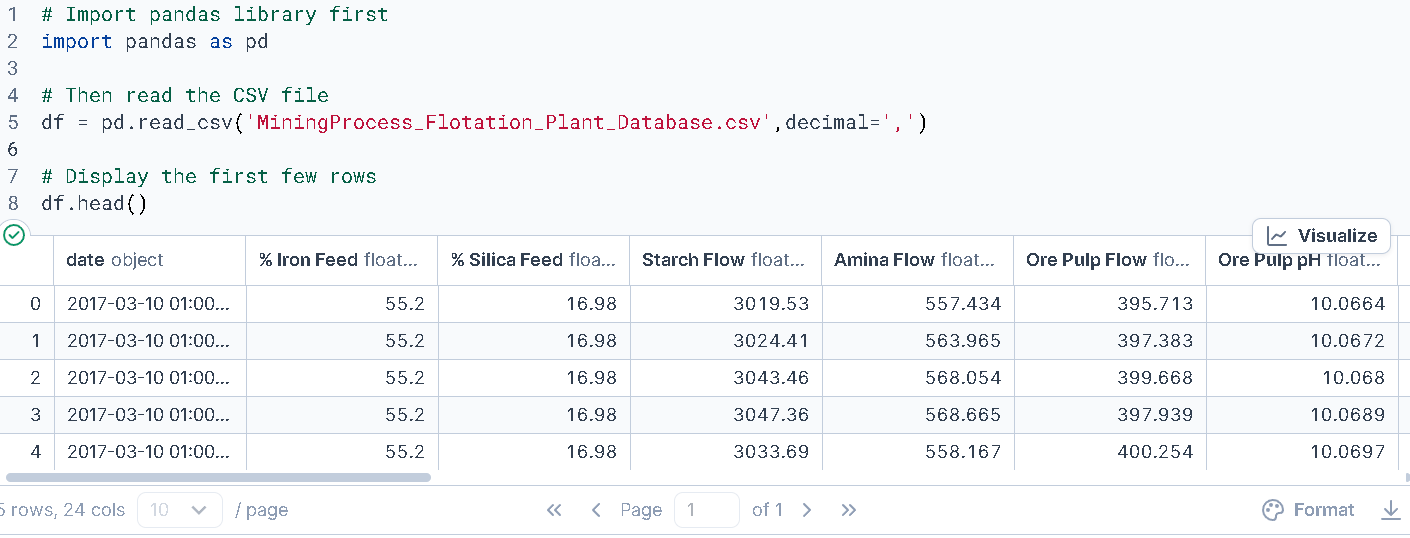 1 # Import pandas library first
2 import pandas as pd
3
4 # Then read the CSV file
5 df = pd.read_csv('MiningProcess_Flotation_Plant_Database.csv',decimal=',')
6
7 # Display the first few rows
8 df.head()
Visualize
date object % Iron Feed float... % Silica Feed floa... Starch Flow float... Amina Flow float... Ore Pulp Flow flo... Ore Pulp pH float...
0 2017-03-10 01:00... 55.2 16.98 3019.53 557.434 395.713 10.0664
1 2017-03-10 01:00... 55.2 16.98 3024.41 563.965 397.383 10.0672
2 2017-03-10 01:00... 55.2 16.98 3043.46 568.054 399.668 10.068
3 2017-03-10 01:00... 55.2 16.98 3047.36 568.665 397.939 10.0689
4 2017-03-10 01:00... 55.2 16.98 3033.69 558.167 400.254 10.0697
5 rows, 24 cols 10 / page « ‹ Page 1 of 1 › » Format